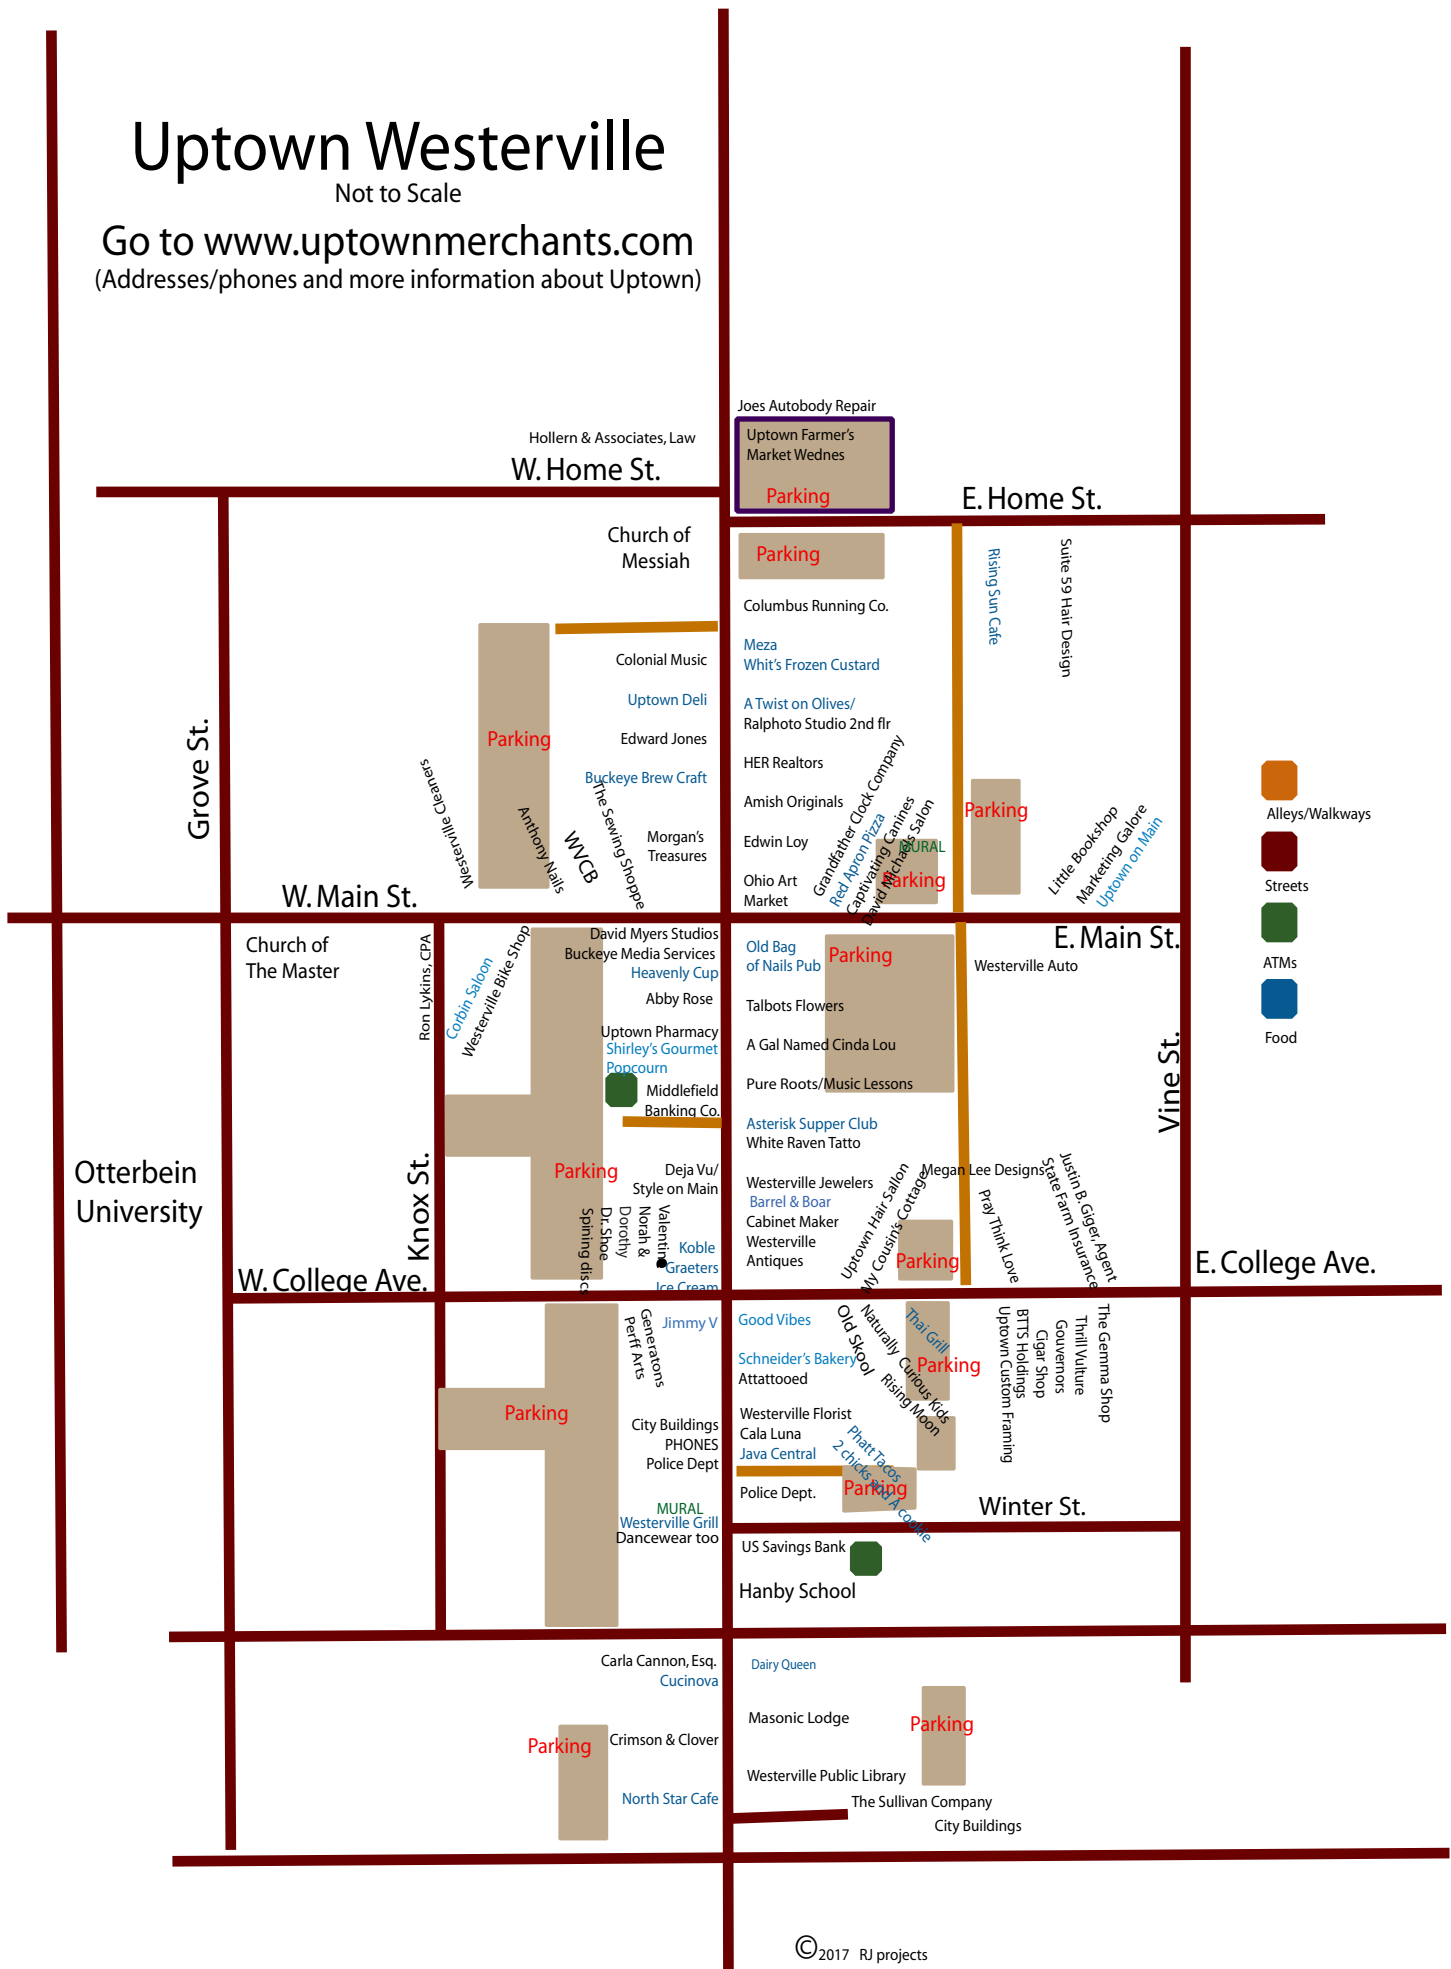 Uptown Westerville
Not to Scale
Go to www.uptownmerchants.com
(Addresses/phones and more information about Uptown)
Joes Autobody Repair
Uptown Farmer's
Market Wednes
Parking
Hollern & Associates, Law
W. Home St.
E. Home St.
Church of
Messiah
Parking
Rising Sun Cafe
Suite 59 Hair Design
Columbus Running Co.
Meza
Whit's Frozen Custard
A Twist on Olives/
Ralphoto Studio 2nd flr
HER Realtors
Amish Originals
Edwin Loy
Ohio Art
Market
Colonial Music
Uptown Deli
Edward Jones
Buckeye Brew Craft
Morgan's
Treasures
Grove St.
Parking
Westerville Cleaners
Anthony Nails
WVCB
The Sewing Shoppe
Grandfather Clock Company
Red Apron Pizza
Captivating Canines
David Michaels Salon
MURAL
Parking
Parking
Little Bookshop
Marketing Galore
Uptown on Main
Alleys/Walkways
Streets
ATMs
Food
W. Main St.
E. Main St.
Church of
The Master
Ron Lykins, CPA
Corbin Saloon
Westerville Bike Shop
David Myers Studios
Buckeye Media Services
Heavenly Cup
Abby Rose
Uptown Pharmacy
Shirley's Gourmet
Popcourn
Middlefield
Banking Co.
Parking
Deja Vu/
Style on Main
Spining discs
Dr. Shoe
Dorothy
Norah &
Valentine
Koble
Graeters
Ice Cream
Old Bag
of Nails Pub
Parking
Westerville Auto
Talbots Flowers
A Gal Named Cinda Lou
Pure Roots/Music Lessons
Asterisk Supper Club
White Raven Tatto
Westerville Jewelers
Barrel & Boar
Cabinet Maker
Westerville
Antiques
Uptown Hair Sallon
My Cousin's Cottage
Megan Lee Designs
Parking
Pray Think Love
State Farm Insurance
Justin B. Giger, Agent
Vine St.
Otterbein
University
Knox St.
W. College Ave.
E. College Ave.
Generatons
Perff Arts
Jimmy V
Parking
City Buildings
PHONES
Police Dept
MURAL
Westerville Grill
Dancewear too
Good Vibes
Schneider's Bakery
Attattooed
Westerville Florist
Cala Luna
Java Central
Police Dept.
Old Skool
Naturally Curious Kids
Rising Moon
Thai Grill
Parking
Phatt Tacos
2 chicks and A cookie
Parking
Uptown Custom Framing
BTTS Holdings
Cigar Shop
Gouvernors
Thrill Vulture
The Gemma Shop
Winter St.
US Savings Bank
Hanby School
Carla Cannon, Esq.
Cucinova
Parking
Crimson & Clover
North Star Cafe
Dairy Queen
Masonic Lodge
Parking
Westerville Public Library
The Sullivan Company
City Buildings
©2017 RJ projects